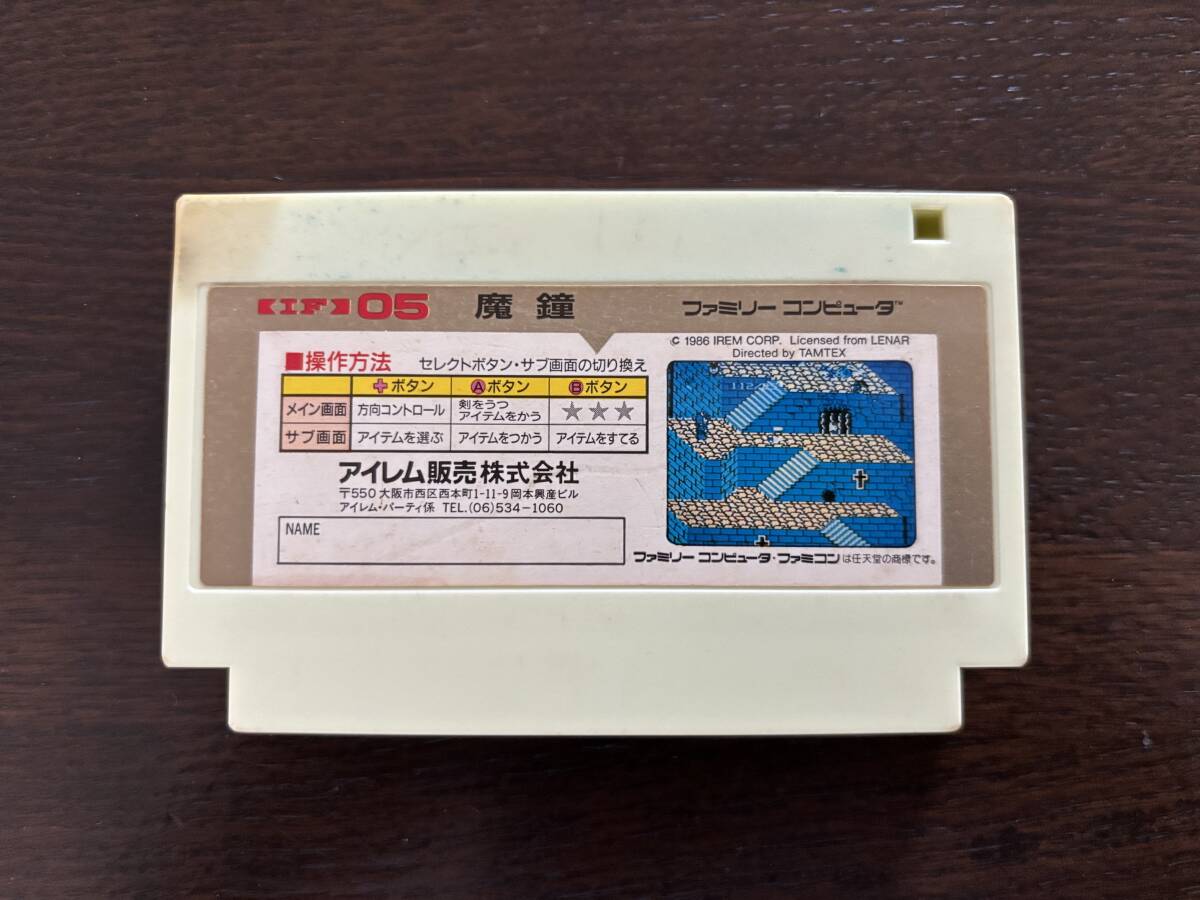 【IF】05 魔鐘 ファミリー コンピュータ™
© 1986 IREM CORP. Licensed from LENAR
Directed by TAMTEX
■操作方法 セレクトボタン・サブ画面の切り換え
✚ボタン Ⓐボタン Ⓑボタン
メイン画面 方向コントロール 剣をうつ アイテムをかう ★★★
サブ画面 アイテムを選ぶ アイテムをつかう アイテムをすてる
アイレム販売株式会社
〒550 大阪市西区西本町1-11-9 岡本興産ビル
アイレム・パーティ係 TEL.(06)534-1060
NAME
ファミリー コンピュータ・ファミコンは任天堂の商標です。